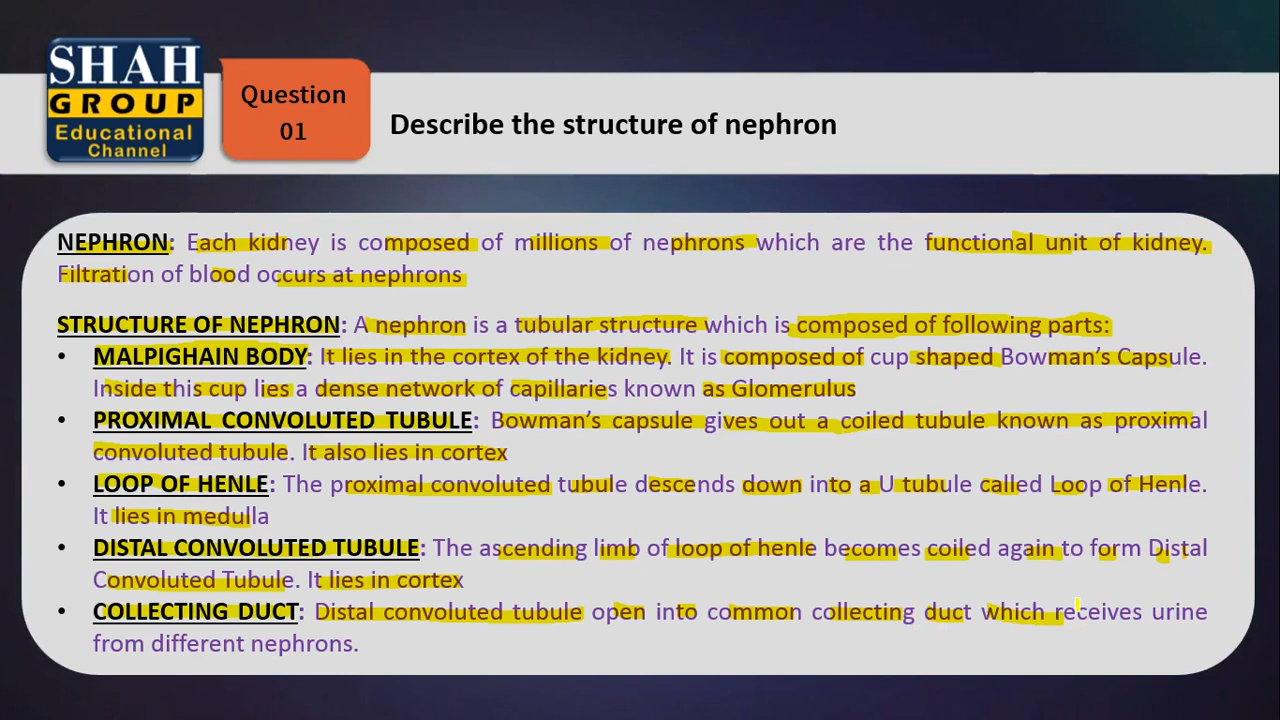 SHAH
GROUP
Educational
Channel
Question
01
Describe the structure of nephron
NEPHRON: Each kidney is composed of millions of nephrons which are the functional unit of kidney.
Filtration of blood occurs at nephrons
STRUCTURE OF NEPHRON: A nephron is a tubular structure which is composed of following parts:
• MALPIGHAIN BODY: It lies in the cortex of the kidney. It is composed of cup shaped Bowman's Capsule.
Inside this cup lies a dense network of capillaries known as Glomerulus
• PROXIMAL CONVOLUTED TUBULE: Bowman's capsule gives out a coiled tubule known as proximal
convoluted tubule. It also lies in cortex
• LOOP OF HENLE: The proximal convoluted tubule descends down into a U tubule called Loop of Henle.
It lies in medulla
• DISTAL CONVOLUTED TUBULE: The ascending limb of loop of henle becomes coiled again to form Distal
Convoluted Tubule. It lies in cortex
• COLLECTING DUCT: Distal convoluted tubule open into common collecting duct which receives urine
from different nephrons.